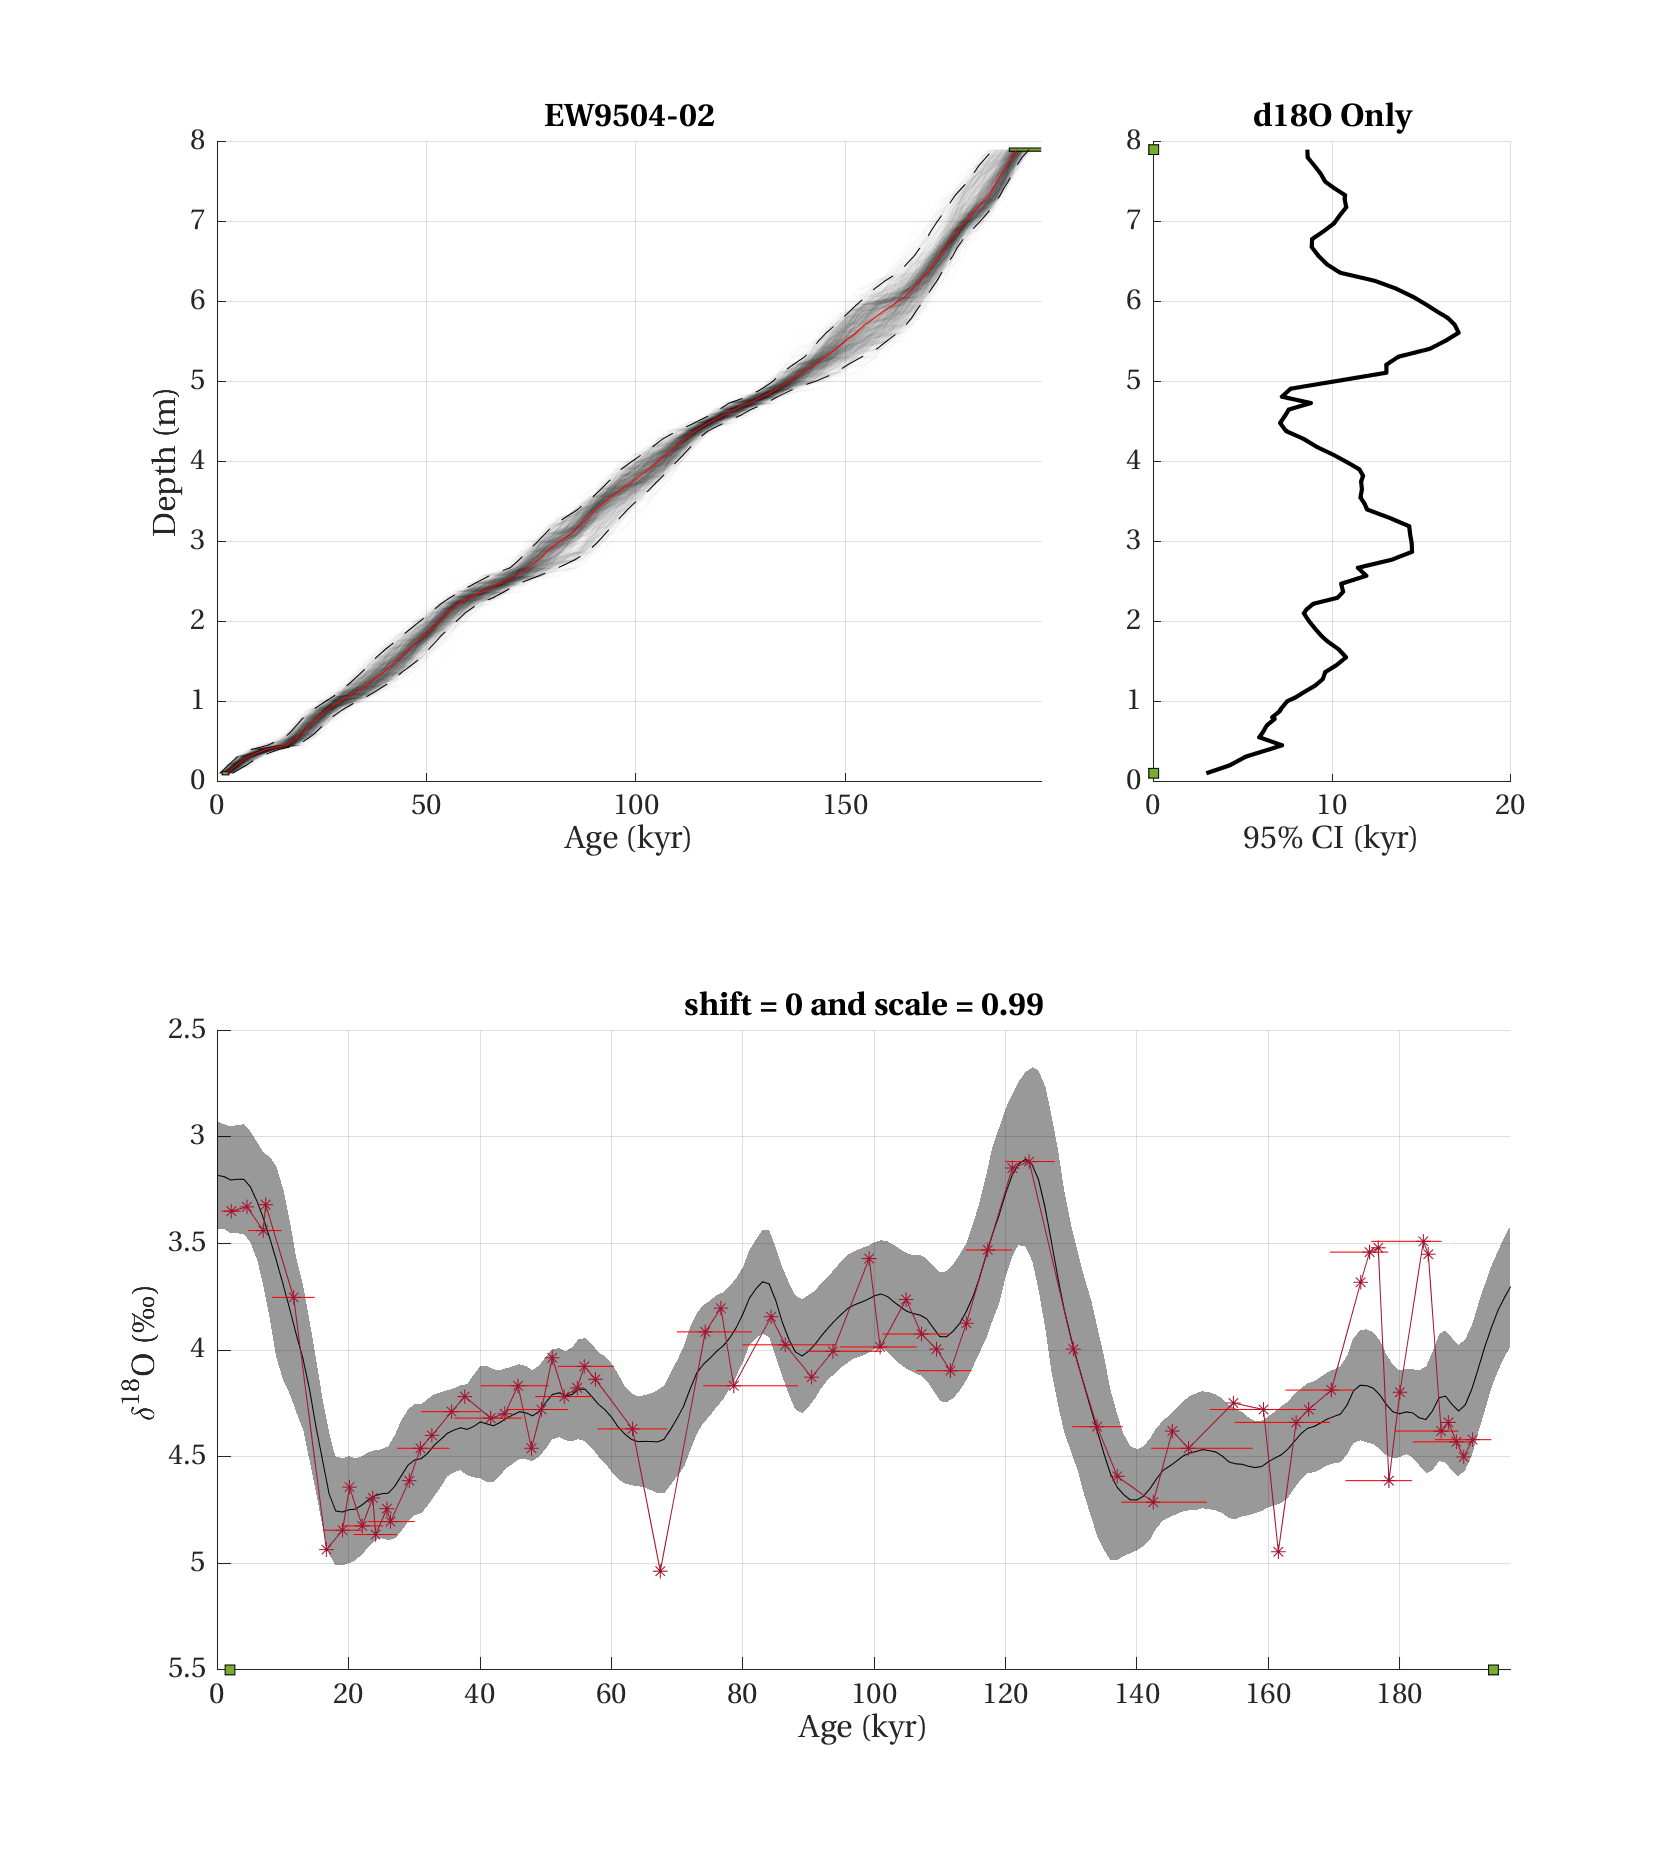 EW9504-02
8
7
6
5
4
3
2
1
0
Depth (m)
0 50 100 150
Age (kyr)
d18O Only
8
7
6
5
4
3
2
1
0
0 10 20
95% CI (kyr)
shift = 0 and scale = 0.99
2.5
3
3.5
4
4.5
5
5.5
δ¹⁸O (‰)
0 20 40 60 80 100 120 140 160 180
Age (kyr)